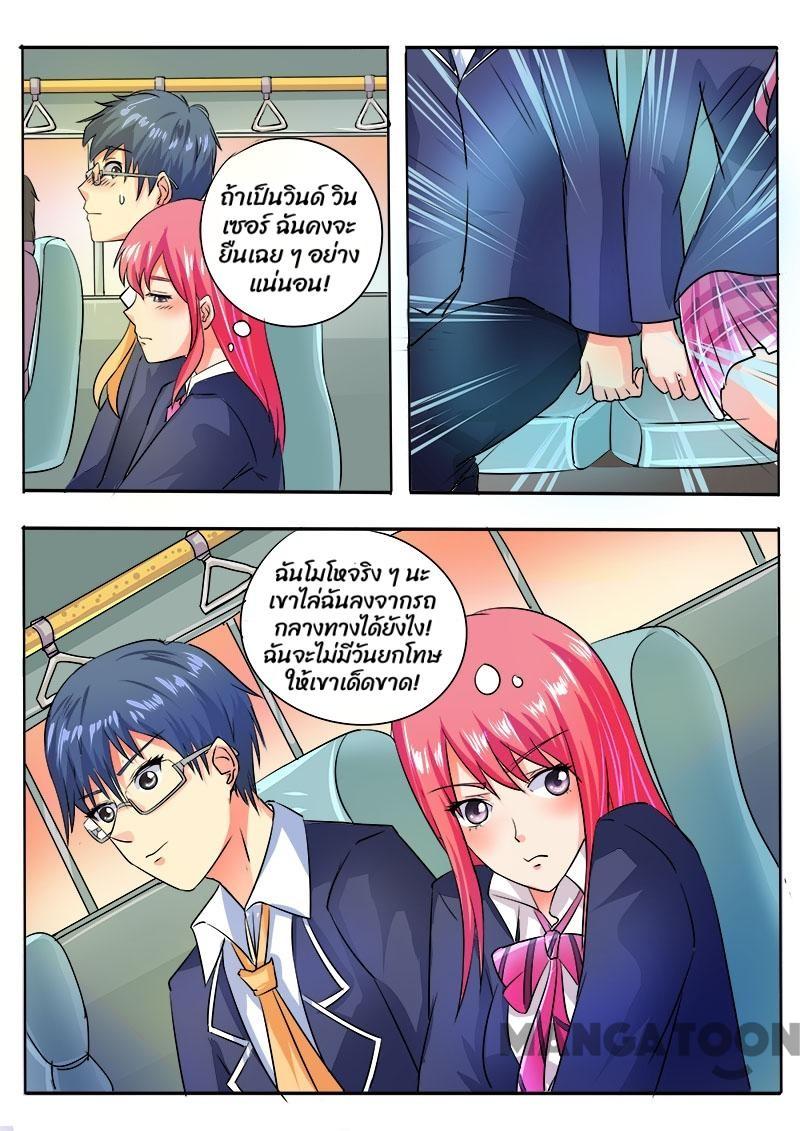 ถ้าเป็นวินด์ วิน
เซอร์ ฉันคงจะ
ยืนเฉย ๆ อย่าง
แน่นอน!
ฉันโมโหจริง ๆ นะ
เขาไล่ฉันลงจากรถ
กลางทางได้ยังไง!
ฉันจะไม่มีวันยกโทษ
ให้เขาเด็ดขาด!
MANGATOON